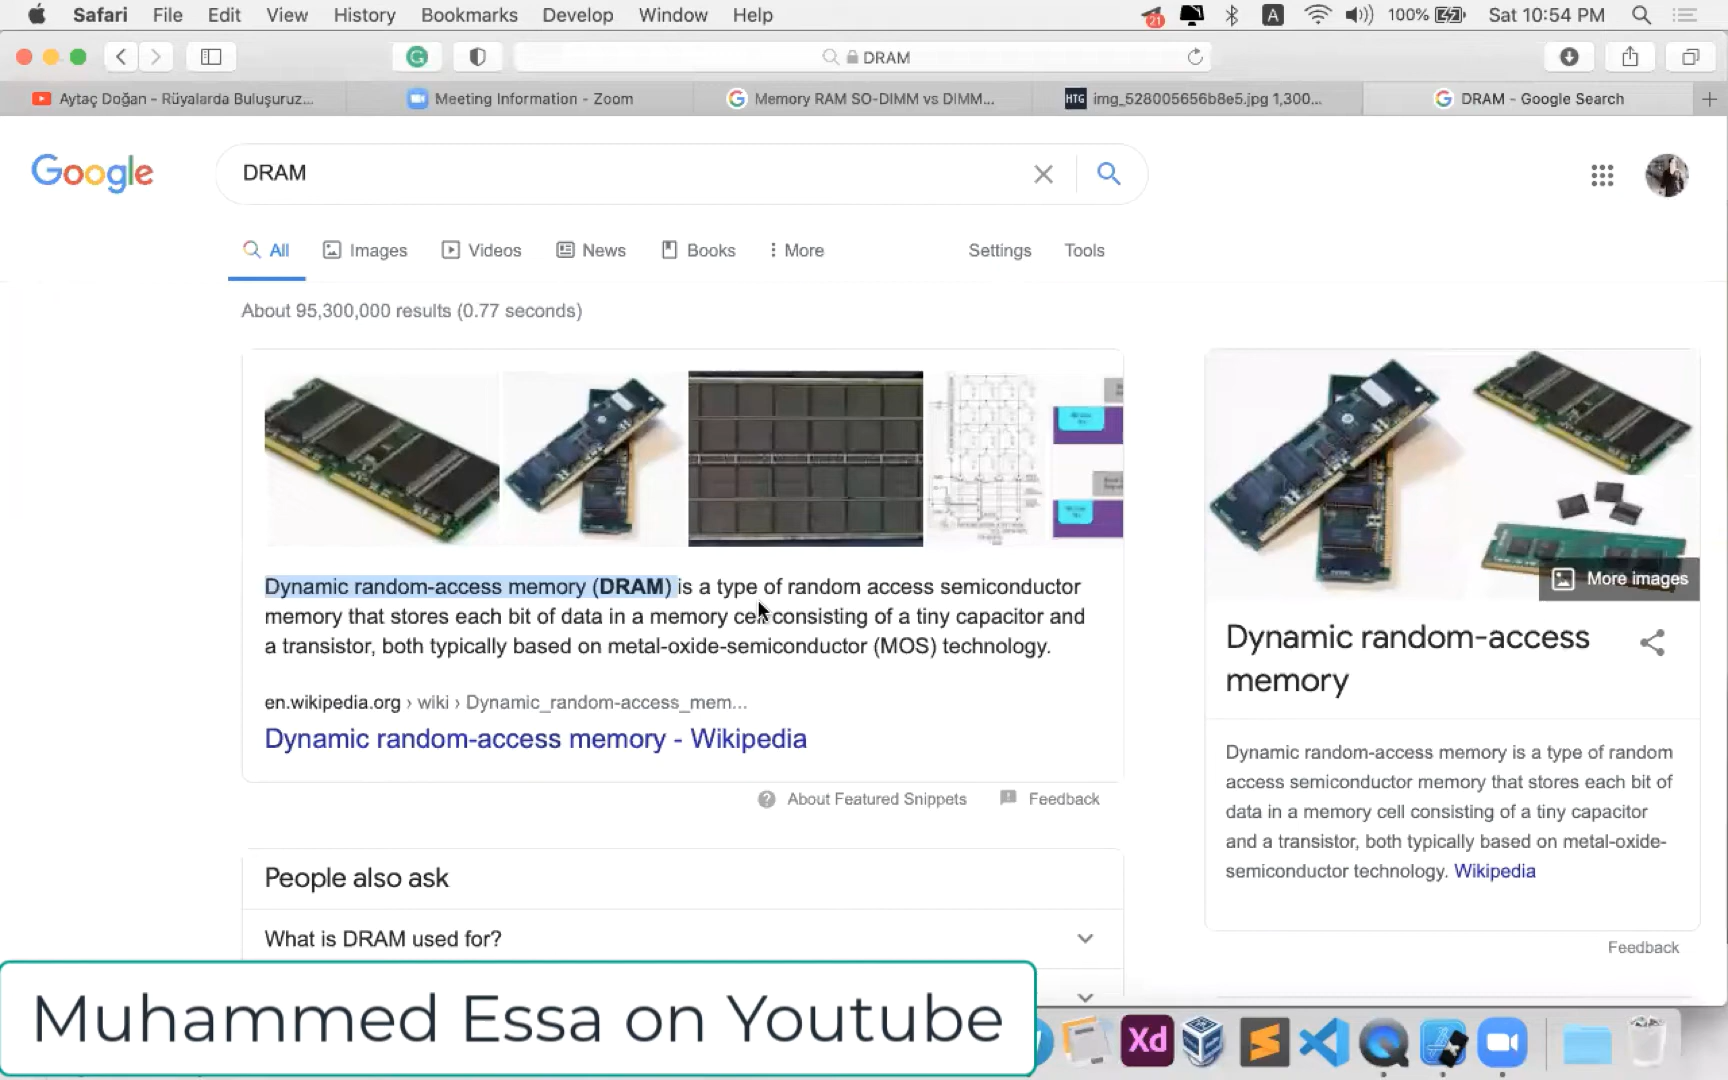 Safari File Edit View History Bookmarks Develop Window Help
21 A 100% Sat 10:54 PM
DRAM
Aytaç Doğan - Rüyalarda Buluşuruz...
Meeting Information - Zoom
Memory RAM SO-DIMM vs DIMM...
HTG img_528005656b8e5.jpg 1,300...
DRAM - Google Search
Google
DRAM
All Images Videos News Books More Settings Tools
About 95,300,000 results (0.77 seconds)
Dynamic random-access memory (DRAM) is a type of random access semiconductor
memory that stores each bit of data in a memory cell consisting of a tiny capacitor and
a transistor, both typically based on metal-oxide-semiconductor (MOS) technology.
en.wikipedia.org › wiki › Dynamic_random-access_mem...
Dynamic random-access memory - Wikipedia
About Featured Snippets Feedback
People also ask
What is DRAM used for?
More images
Dynamic random-access
memory
Dynamic random-access memory is a type of random
access semiconductor memory that stores each bit of
data in a memory cell consisting of a tiny capacitor
and a transistor, both typically based on metal-oxide-
semiconductor technology. Wikipedia
Feedback
Muhammed Essa on Youtube
Xd